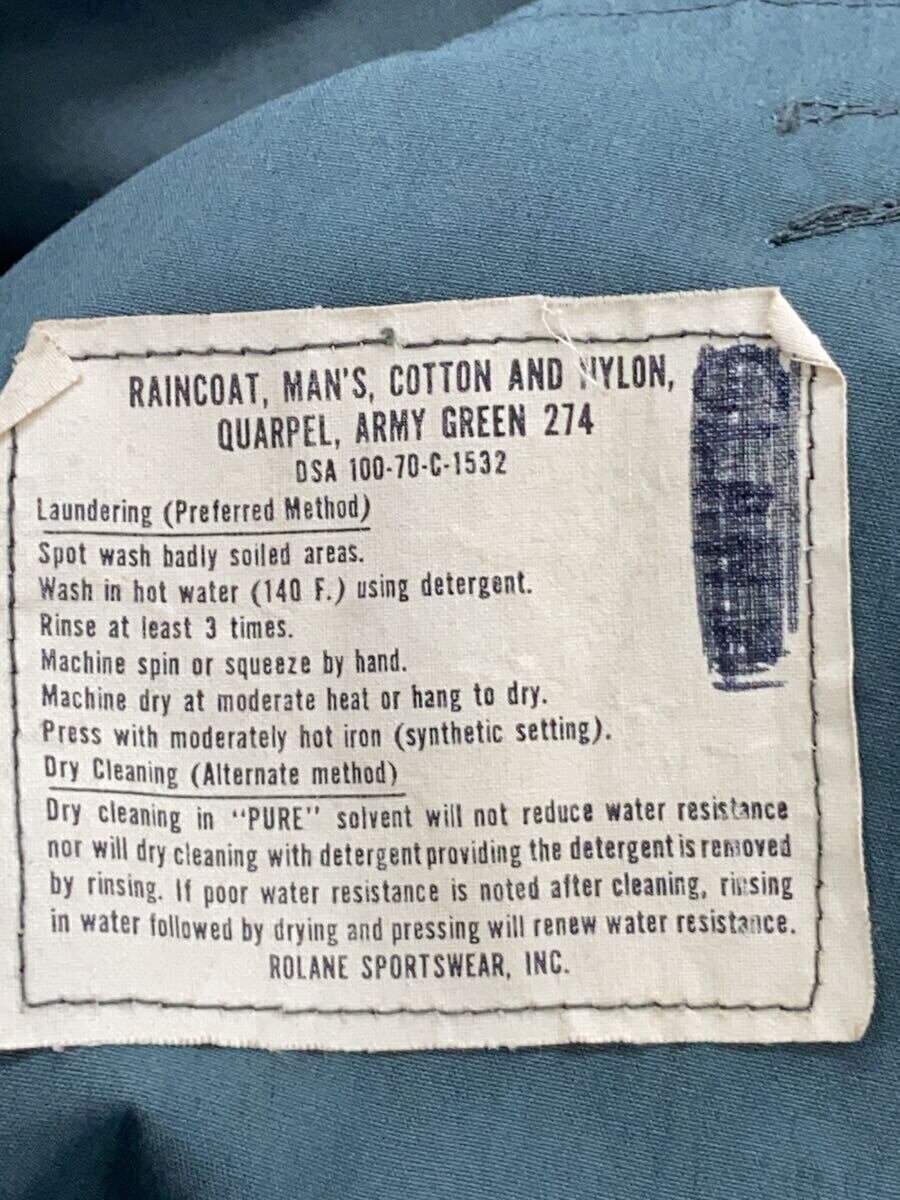 RAINCOAT, MAN'S, COTTON AND NYLON,
QUARPEL, ARMY GREEN 274
DSA 100-70-C-1532
Laundering (Preferred Method)
Spot wash badly soiled areas.
Wash in hot water (140 F.) using detergent.
Rinse at least 3 times.
Machine spin or squeeze by hand.
Machine dry at moderate heat or hang to dry.
Press with moderately hot iron (synthetic setting).
Dry Cleaning (Alternate method)
Dry cleaning in "PURE" solvent will not reduce water resistance
nor will dry cleaning with detergent providing the detergent is removed
by rinsing. If poor water resistance is noted after cleaning, rinsing
in water followed by drying and pressing will renew water resistance.
ROLANE SPORTSWEAR, INC.